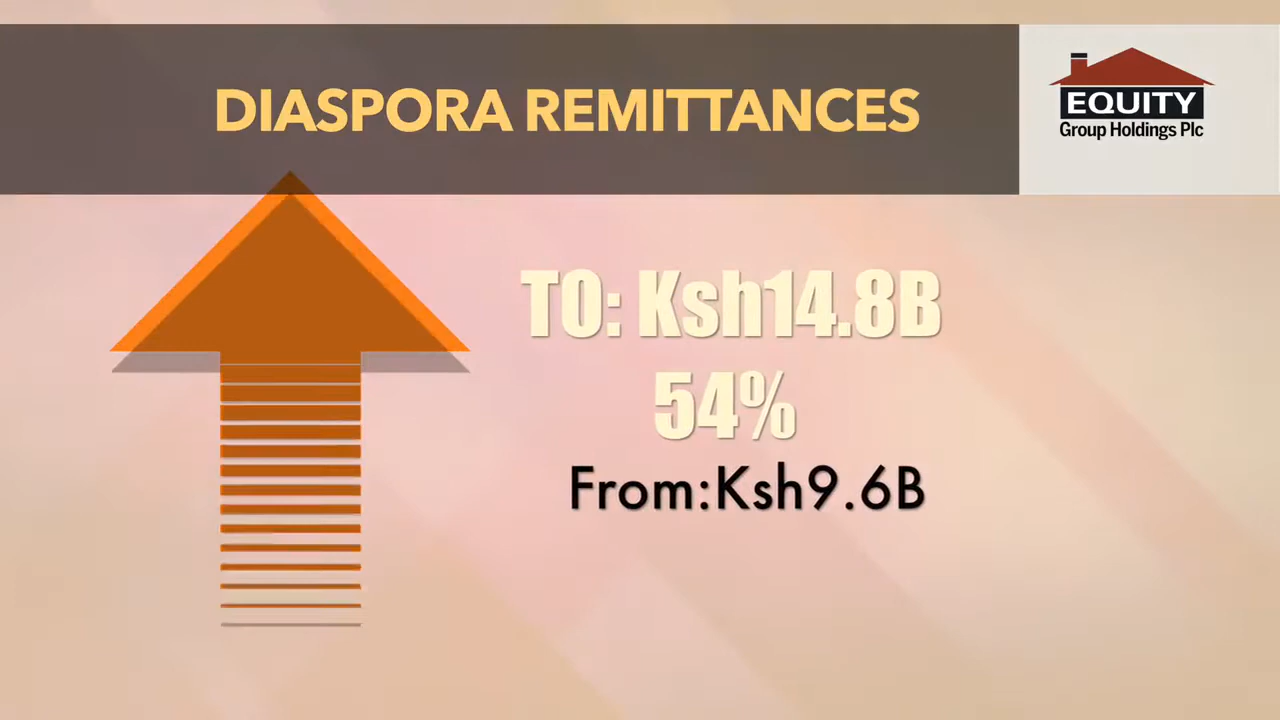 DIASPORA REMITTANCES
EQUITY
Group Holdings Plc
TO: Ksh14.8B
54%
From:Ksh9.6B